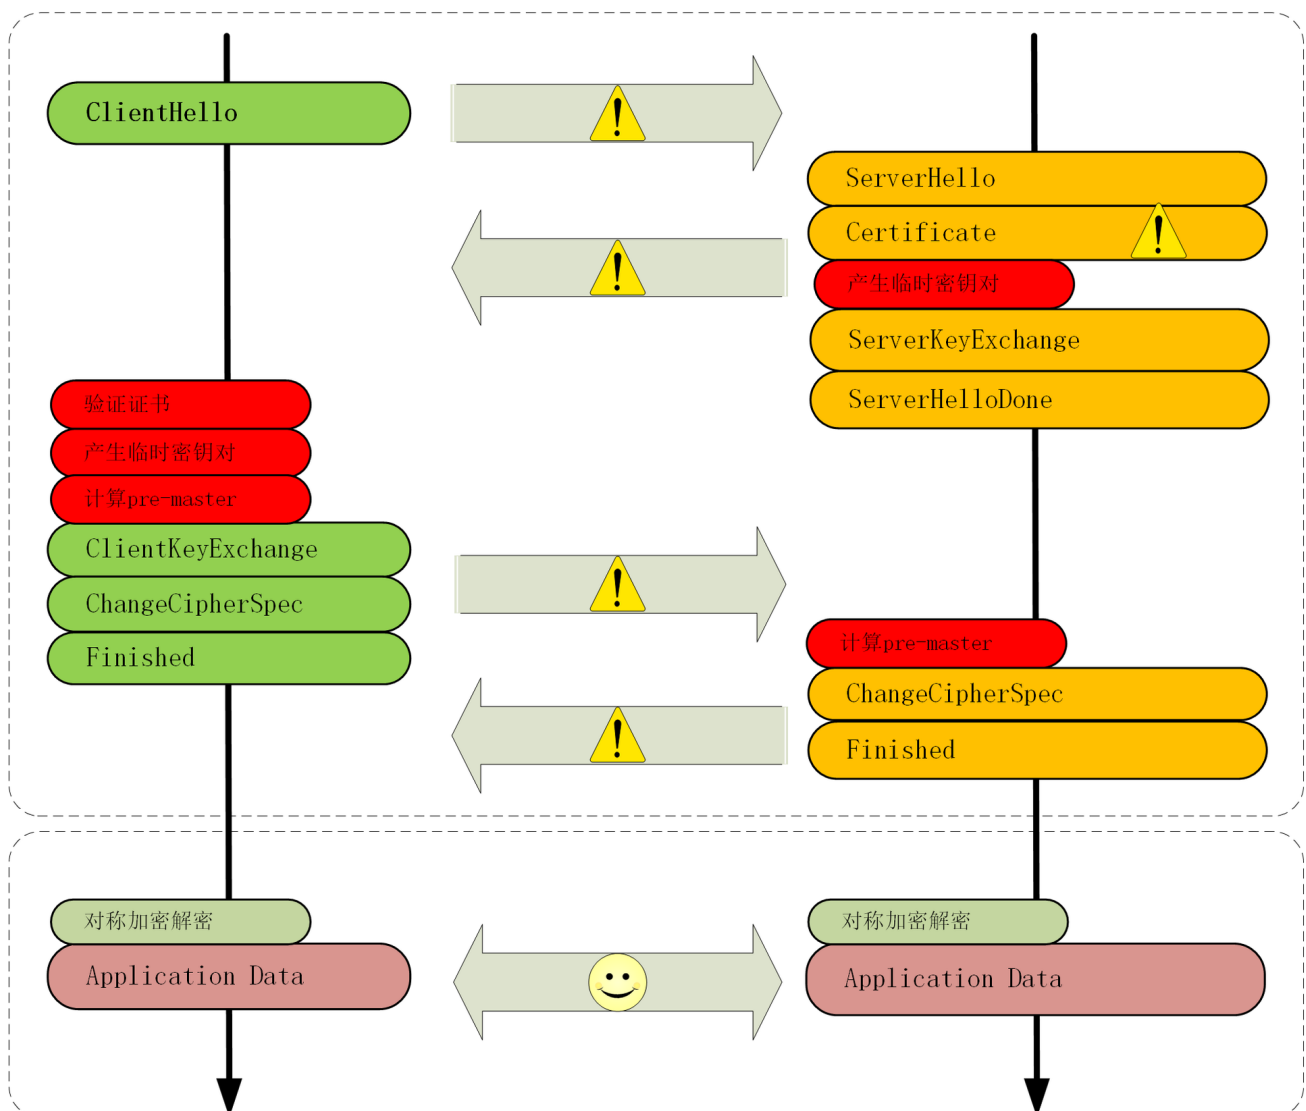 ClientHello
ServerHello
Certificate
产生临时密钥对
ServerKeyExchange
ServerHelloDone
验证证书
产生临时密钥对
计算pre-master
ClientKeyExchange
ChangeCipherSpec
Finished
计算pre-master
ChangeCipherSpec
Finished
对称加密解密
Application Data
对称加密解密
Application Data